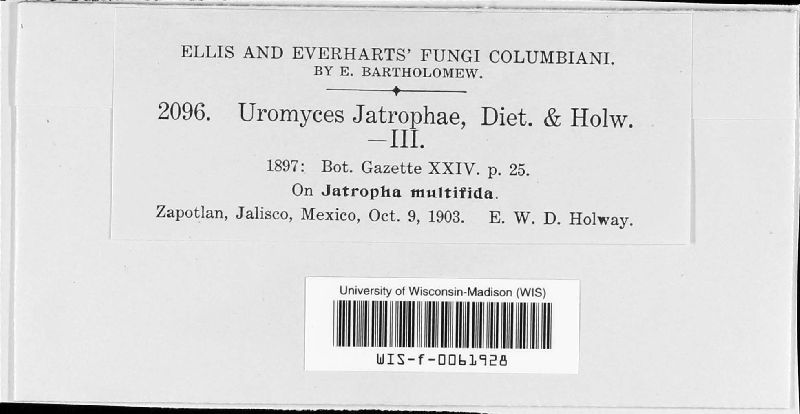 ELLIS AND EVERHARTS' FUNGI COLUMBIANI.
BY E. BARTHOLOMEW.
2096. Uromyces Jatrophae, Diet. & Holw.
—III.
1897: Bot. Gazette XXIV. p. 25.
On Jatropha multifida.
Zapotlan, Jalisco, Mexico, Oct. 9, 1903. E. W. D. Holway.
University of Wisconsin-Madison (WIS)
WIS-f-0061928